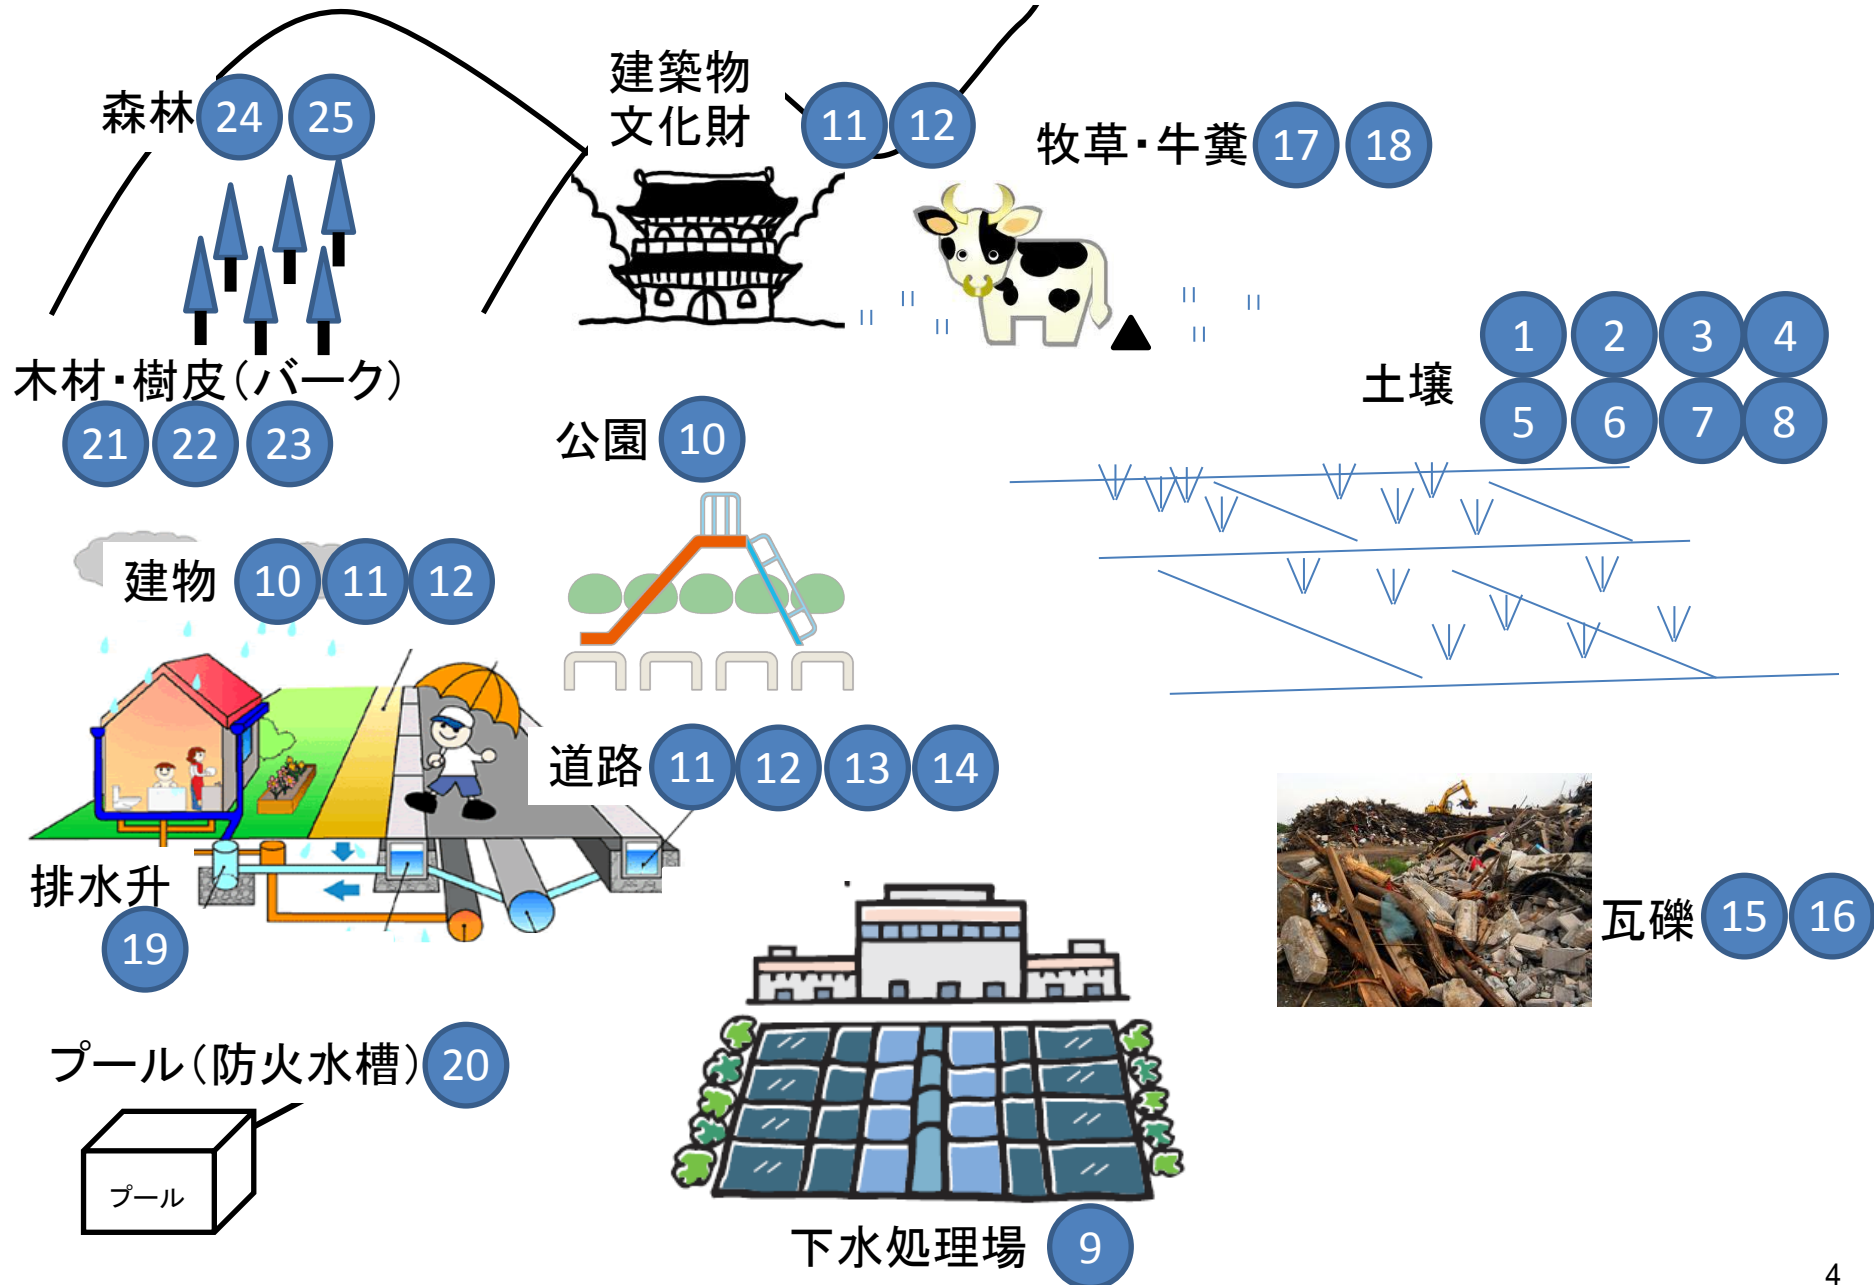 森林 24 25
建築物
文化財 11 12
牧草・牛糞 17 18
1 2 3 4
土壌
5 6 7 8
木材・樹皮(バーク)
21 22 23
公園 10
建物 10 11 12
道路 11 12 13 14
排水升
19
瓦礫 15 16
プール(防火水槽) 20
プール
下水処理場 9
4